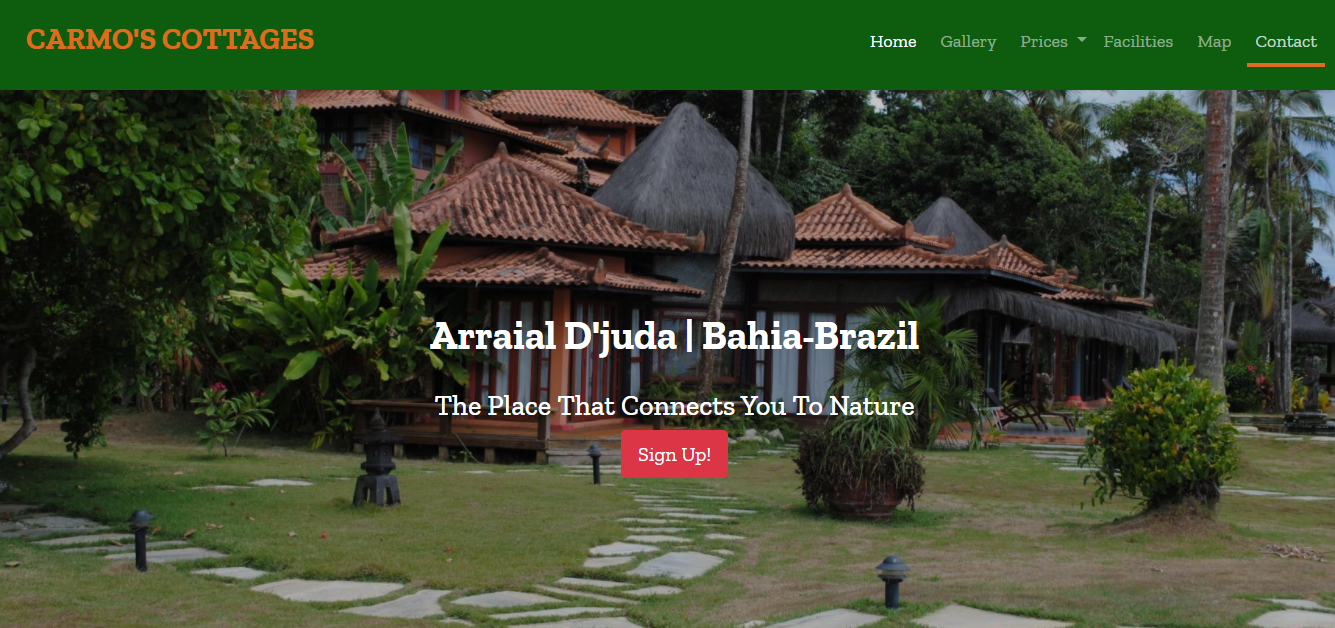 CARMO'S COTTAGES
Home Gallery Prices Facilities Map Contact
Arraial D'juda | Bahia-Brazil
The Place That Connects You To Nature
Sign Up!